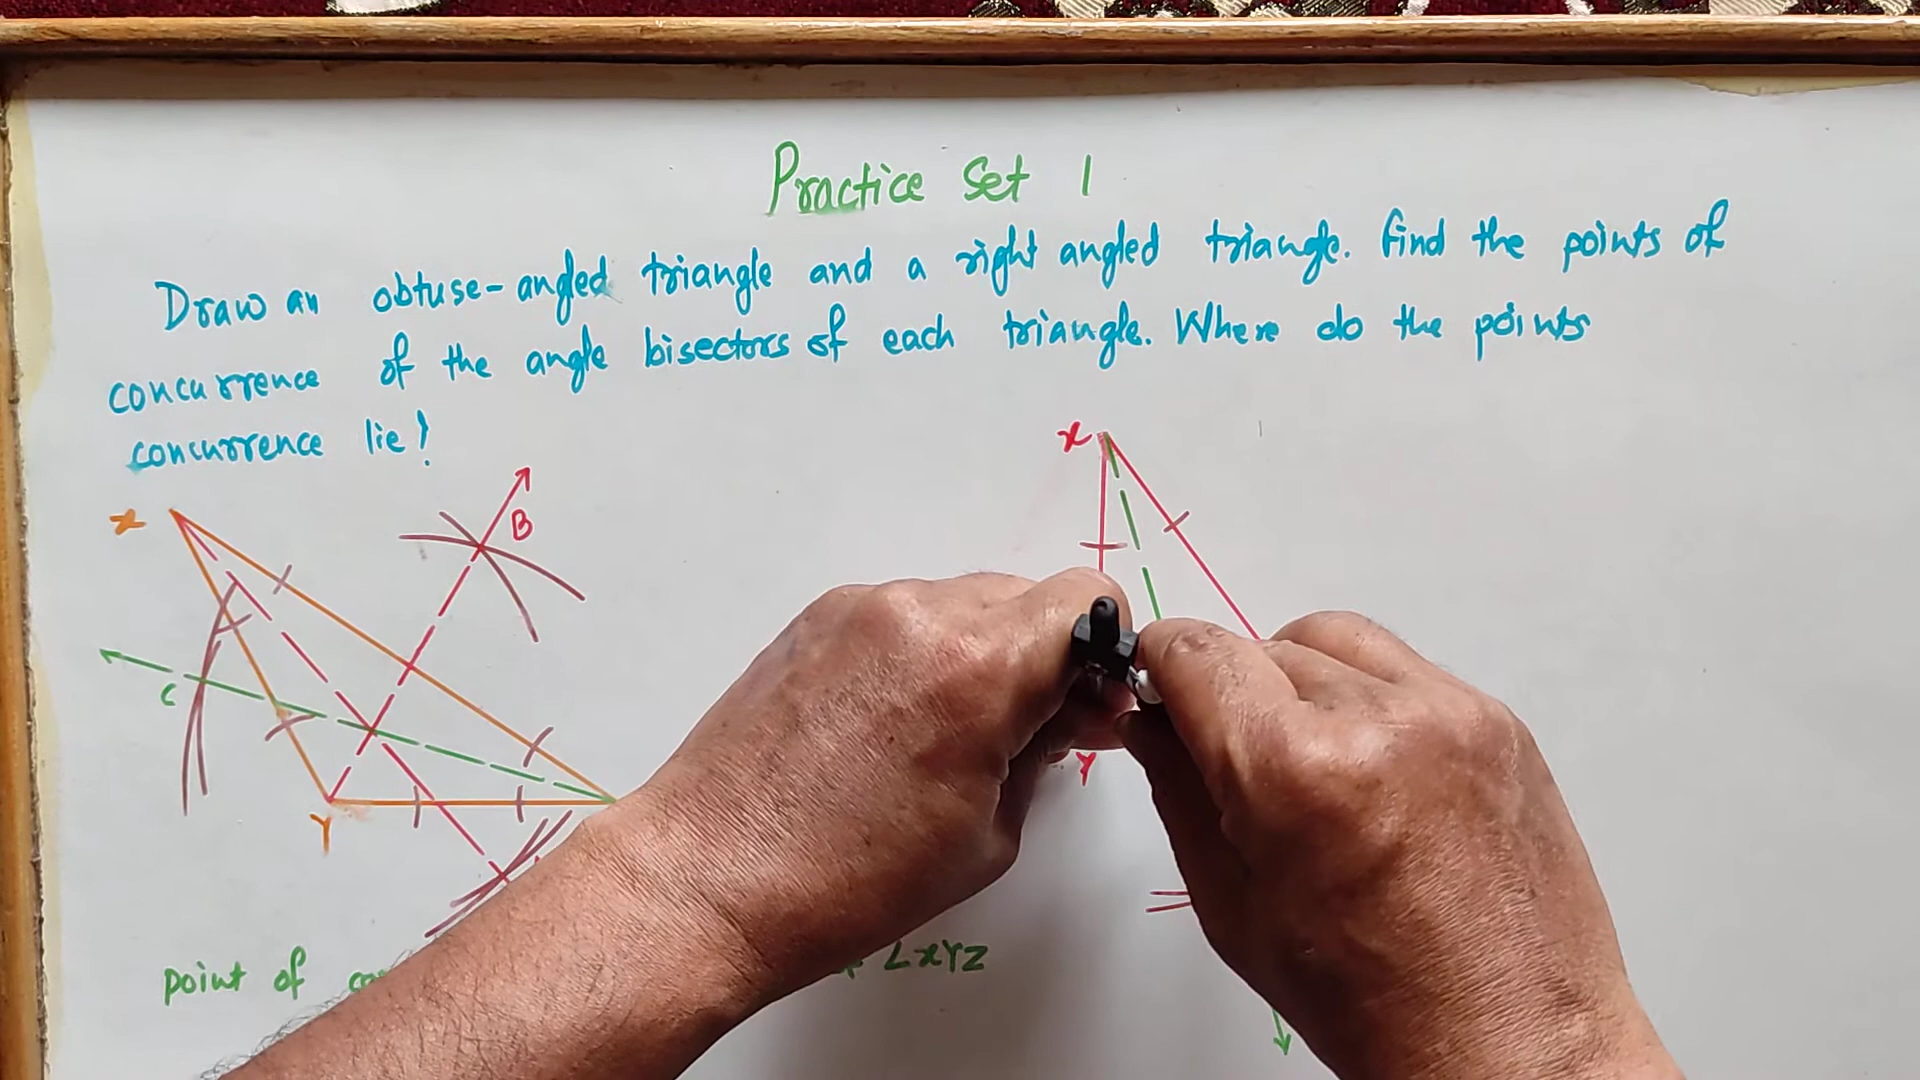 Practice Set 1
Draw an obtuse-angled triangle and a right angled triangle. Find the points of
concurrence of the angle bisectors of each triangle. Where do the points
concurrence lie?
X
X
B
C
Y
Y
Point of
∠XYZ